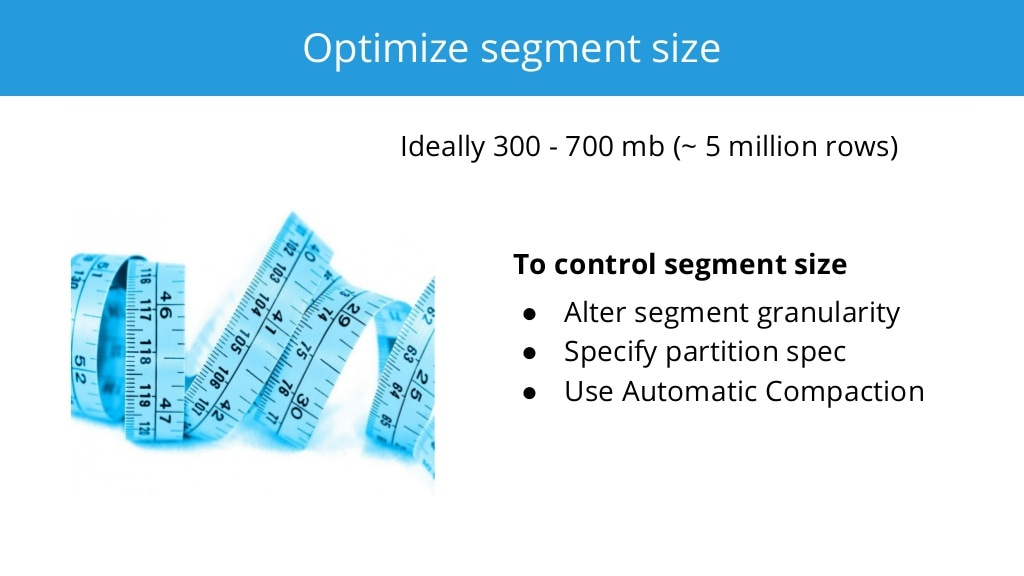 Optimize segment size
Ideally 300 - 700 mb (~ 5 million rows)
To control segment size
● Alter segment granularity
● Specify partition spec
● Use Automatic Compaction